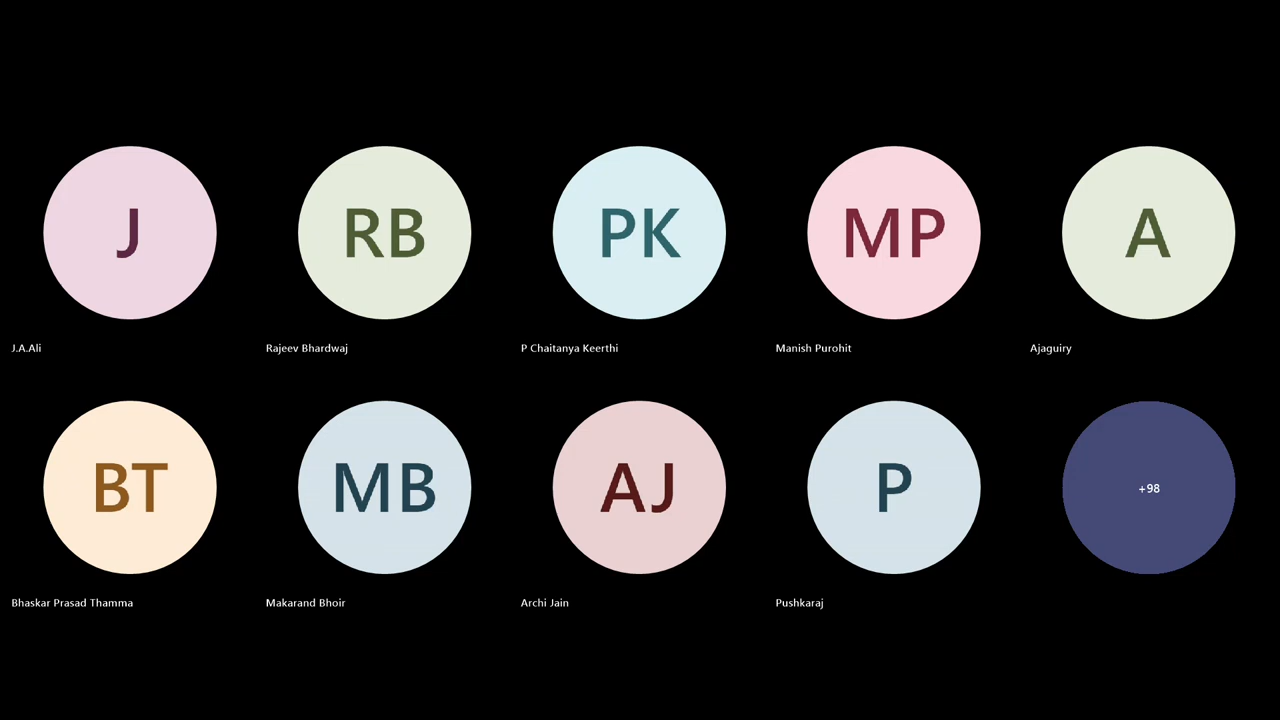 J
RB
PK
MP
A
J.A.Ali
Rajeev Bhardwaj
P Chaitanya Keerthi
Manish Purohit
Ajaguiry
BT
MB
AJ
P
+98
Bhaskar Prasad Thamma
Makarand Bhoir
Archi Jain
Pushkaraj